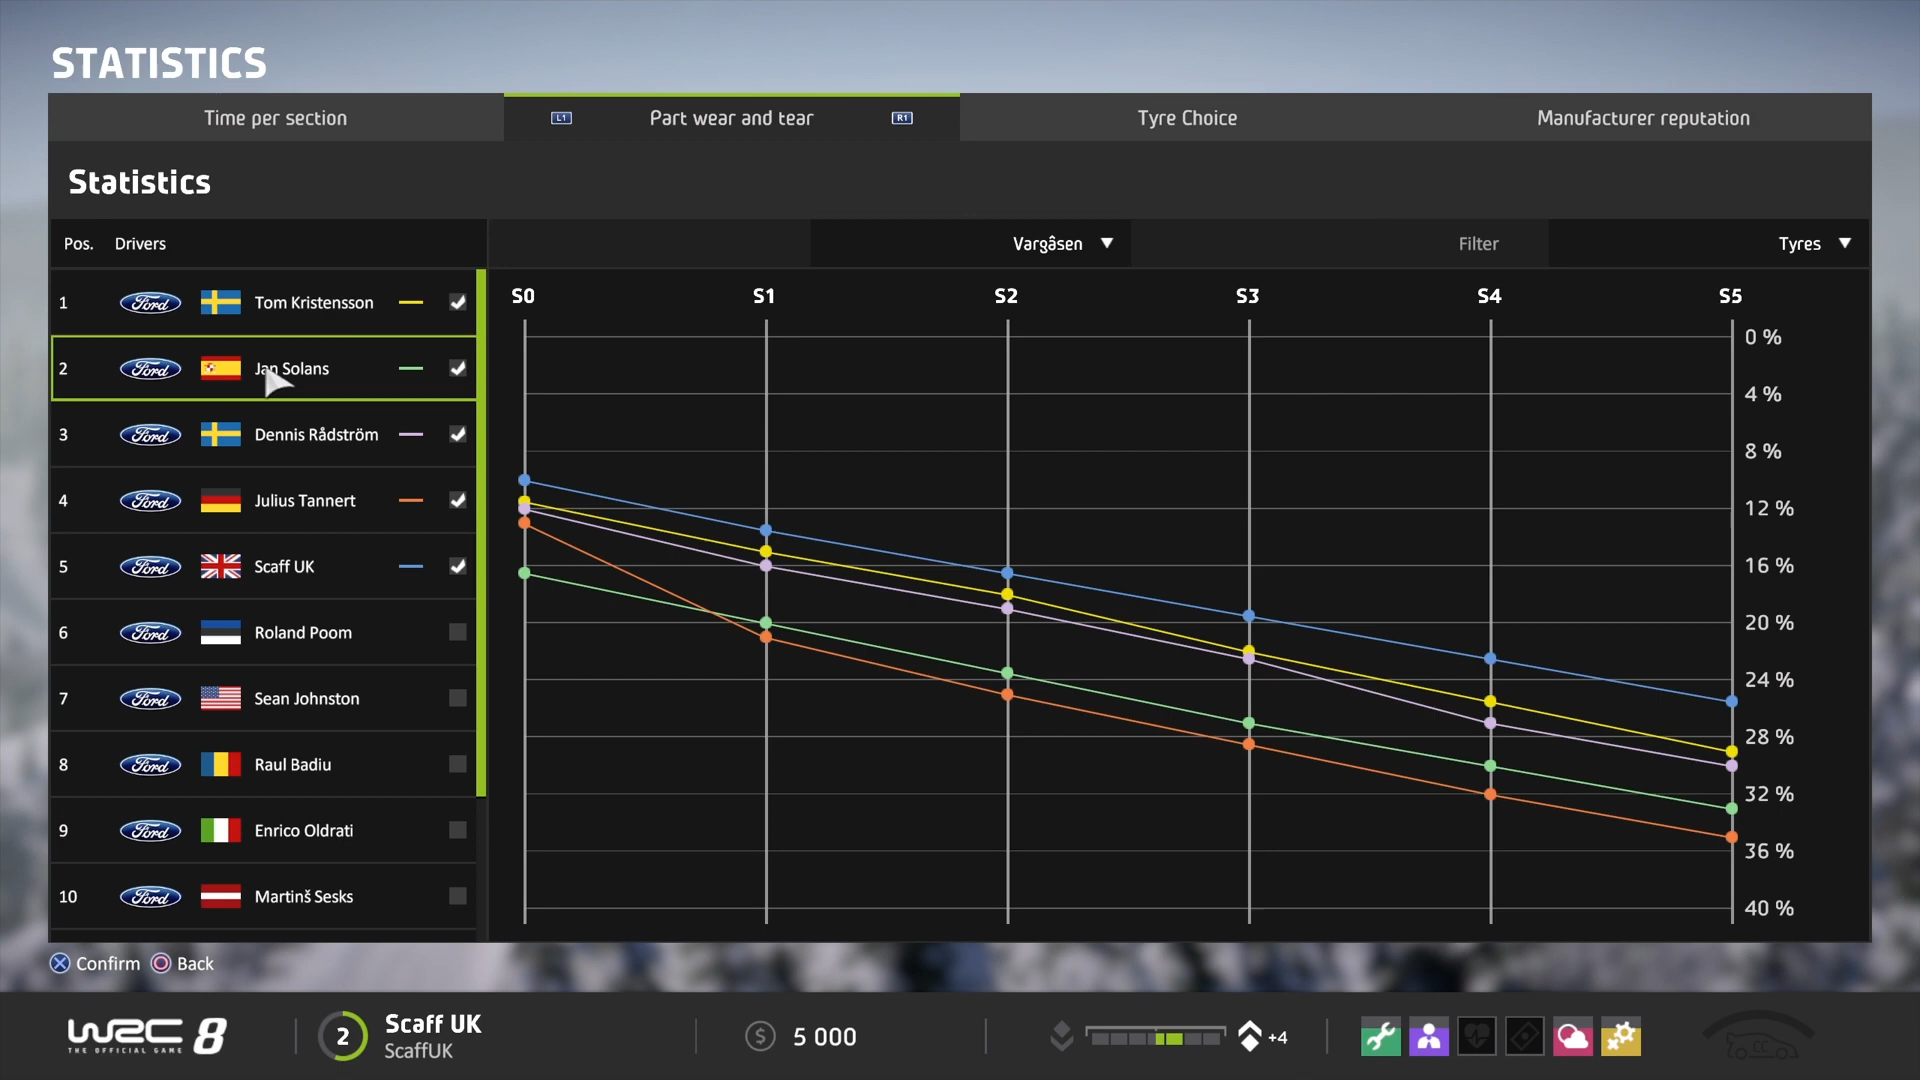 STATISTICS
Time per section
L1 Part wear and tear R1
Tyre Choice
Manufacturer reputation
Statistics
Pos. Drivers
Vargâsen
Filter
Tyres
1 Ford Tom Kristensson
2 Ford Jan Solans
3 Ford Dennis Rådström
4 Ford Julius Tannert
5 Ford Scaff UK
6 Ford Roland Poom
7 Ford Sean Johnston
8 Ford Raul Badiu
9 Ford Enrico Oldrati
10 Ford Martinš Sesks
S0 S1 S2 S3 S4 S5
0 %
4 %
8 %
12 %
16 %
20 %
24 %
28 %
32 %
36 %
40 %
Confirm Back
WRC 8
THE OFFICIAL GAME
2
Scaff UK
ScaffUK
$ 5 000
+4